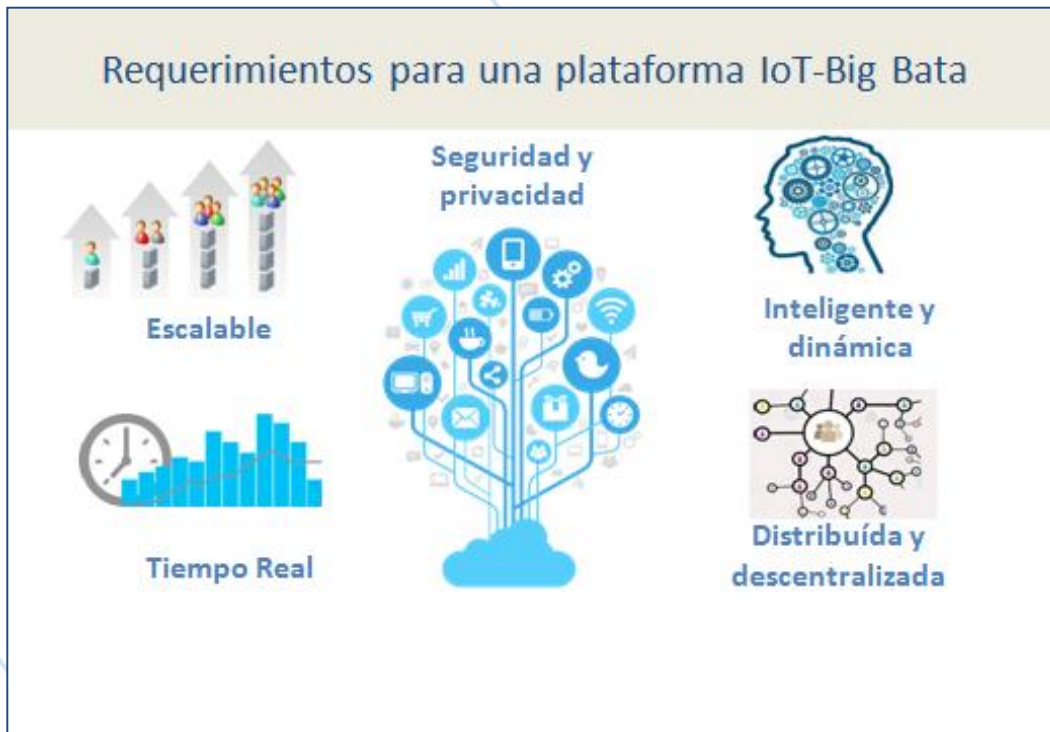 Requerimientos para una plataforma IoT-Big Bata
Seguridad y
privacidad
Escalable
Inteligente y
dinámica
Tiempo Real
Distribuída y
descentralizada